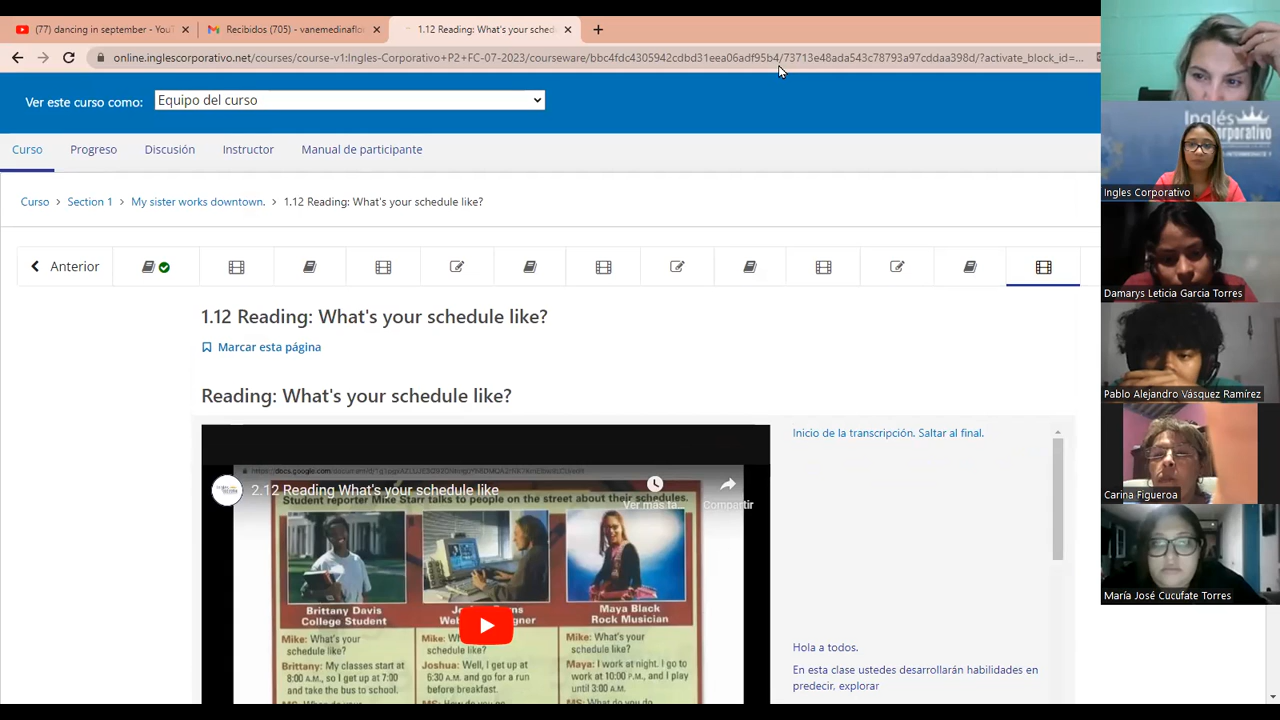 (77) dancing in september - YouT
Recibidos (705) - vanemedinaflo
1.12 Reading: What's your sched
online.inglescorporativo.net/courses/course-v1:Ingles-Corporativo+P2+FC-07-2023/courseware/bbc4fdc4305942cdbd31eea06adf95b4/73713e48ada543c78793a97cddaa398d/?activate_block_id=...
Ver este curso como:
Equipo del curso
Curso
Progreso
Discusión
Instructor
Manual de participante
Curso > Section 1 > My sister works downtown. > 1.12 Reading: What's your schedule like?
Anterior
1.12 Reading: What's your schedule like?
Marcar esta página
Reading: What's your schedule like?
2.12 Reading What's your schedule like
Ver más ta...
Compartir
Student reporter Mike Starr talks to people on the street about their schedules.
Brittany Davis
College Student
Maya Black
Rock Musician
Mike: What's your
schedule like?
Brittany: My classes start at
8:00 A.M., so I get up at 7:00
and take the bus to school.
Joshua: Well, I get up at
6:30 A.M. and go for a run
before breakfast.
Mike: What's your
schedule like?
Maya: I work at night. I go to
work at 10:00 P.M., and I play
until 3:00 A.M.
Inicio de la transcripción. Saltar al final.
Hola a todos.
En esta clase ustedes desarrollarán habilidades en
predecir, explorar
Inglés
Corporativo
Ingles Corporativo
Damarys Leticia Garcia Torres
Pablo Alejandro Vásquez Ramírez
Carina Figueroa
María José Cucufate Torres